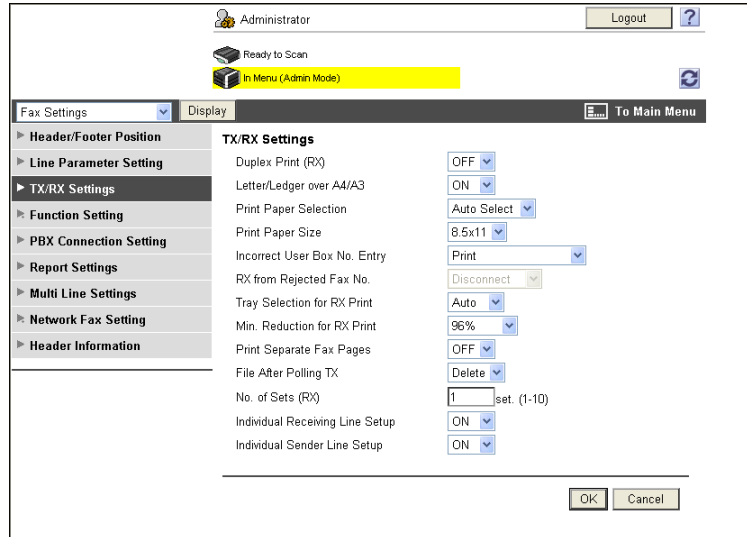 Administrator
Logout
?
Ready to Scan
In Menu (Admin Mode)
Fax Settings
Display
To Main Menu
Header/Footer Position
Line Parameter Setting
TX/RX Settings
Function Setting
PBX Connection Setting
Report Settings
Multi Line Settings
Network Fax Setting
Header Information
TX/RX Settings
Duplex Print (RX) OFF
Letter/Ledger over A4/A3 ON
Print Paper Selection Auto Select
Print Paper Size 8.5x11
Incorrect User Box No. Entry Print
RX from Rejected Fax No. Disconnect
Tray Selection for RX Print Auto
Min. Reduction for RX Print 96%
Print Separate Fax Pages OFF
File After Polling TX Delete
No. of Sets (RX) 1 set. (1-10)
Individual Receiving Line Setup ON
Individual Sender Line Setup ON
OK Cancel